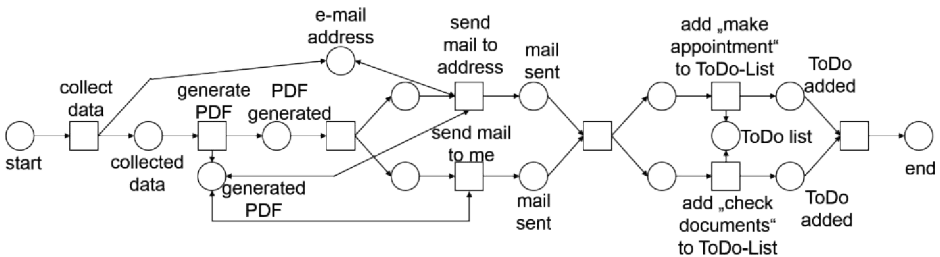 e-mail
address
send
mail to
address
mail
sent
add „make
appointment“
to ToDo-List
ToDo
added
collect
data
generate
PDF
PDF
generated
start
collected
data
generated
PDF
send mail
to me
mail
sent
ToDo list
add „check
documents“
to ToDo-List
ToDo
added
end